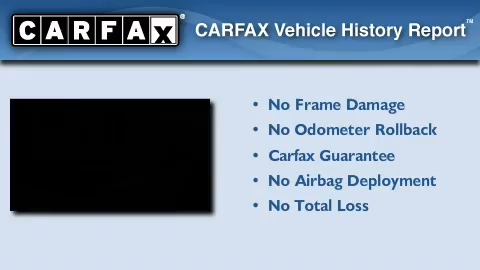 CARFAX® CARFAX Vehicle History Report™
• No Frame Damage
• No Odometer Rollback
• Carfax Guarantee
• No Airbag Deployment
• No Total Loss